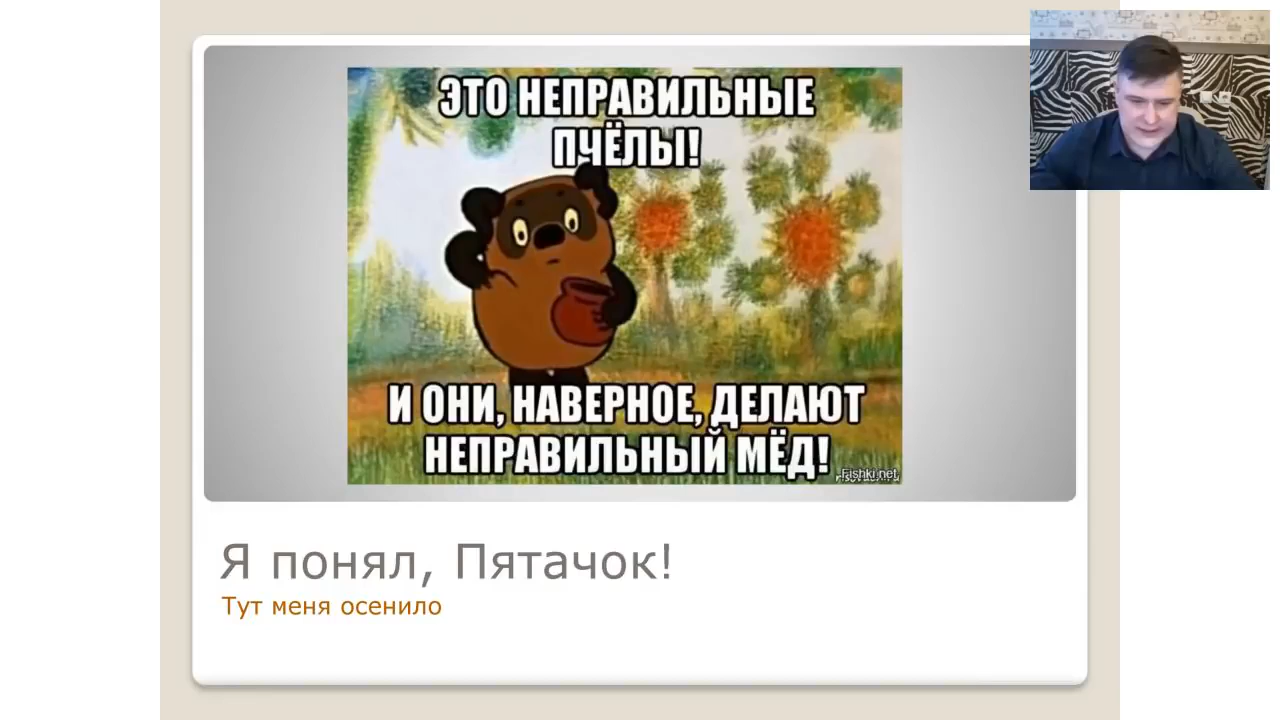 ЭТО НЕПРАВИЛЬНЫЕ
ПЧЁЛЫ!
И ОНИ, НАВЕРНОЕ, ДЕЛАЮТ
НЕПРАВИЛЬНЫЙ МЁД!
Fishki.net
Я понял, Пятачок!
Тут меня осенило